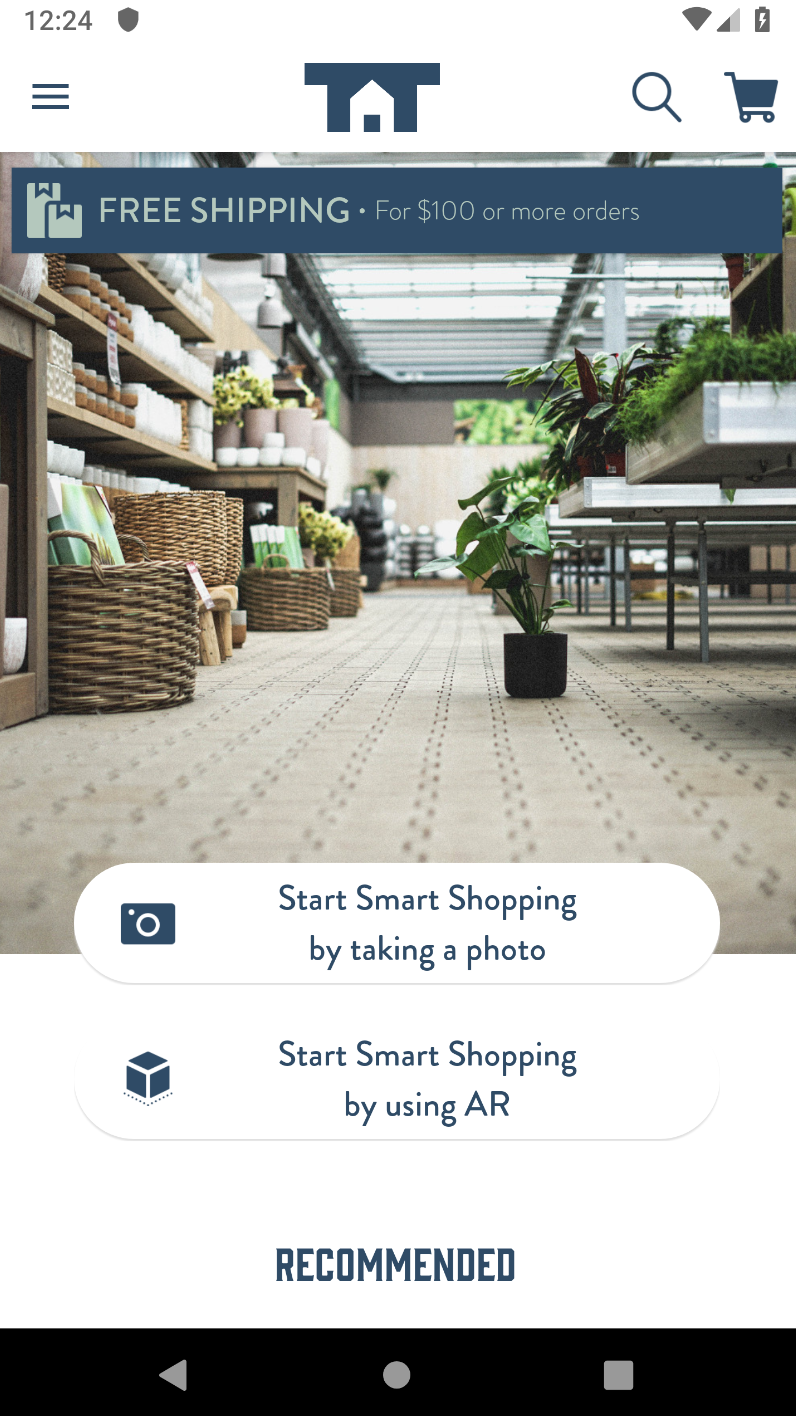 12:24
FREE SHIPPING • For $100 or more orders
Start Smart Shopping
by taking a photo
Start Smart Shopping
by using AR
RECOMMENDED